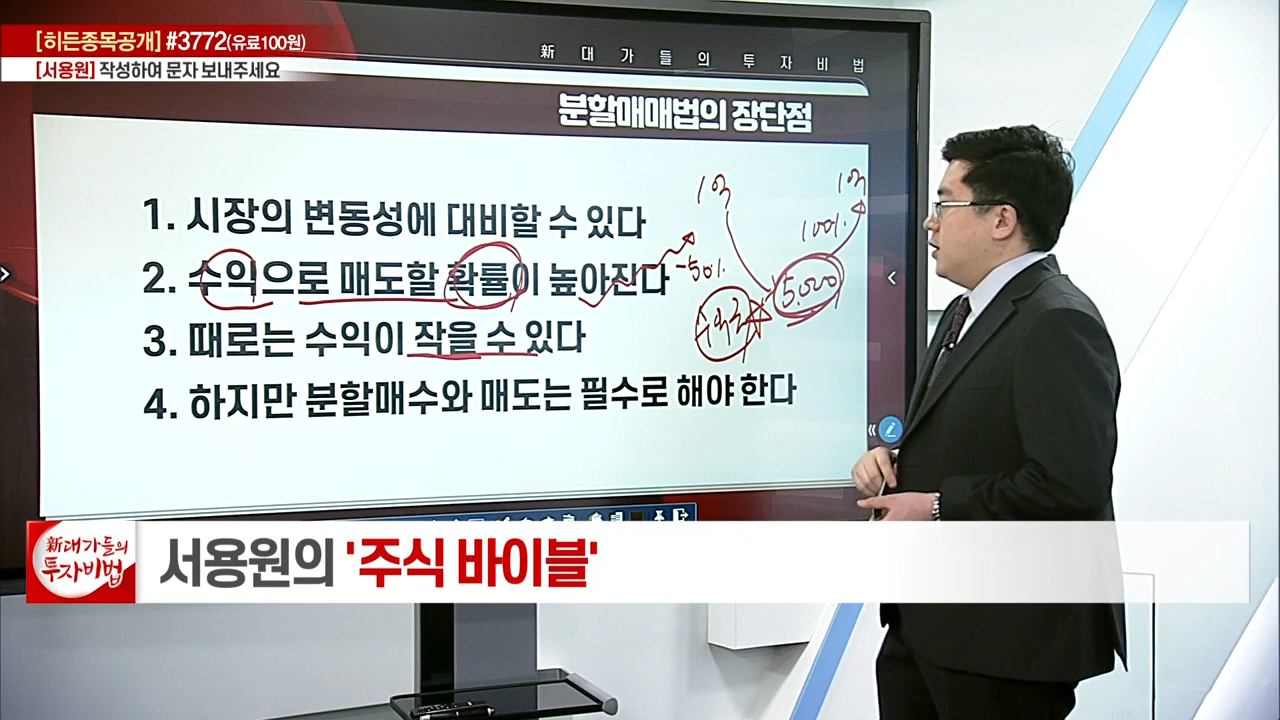 [히든종목공개] #3772(유료100원)
[서용원] 작성하여 문자 보내주세요
新 대가들의 투자비법
분할매매법의 장단점
1. 시장의 변동성에 대비할 수 있다
2. 수익으로 매도할 확률이 높아진다
3. 때로는 수익이 작을 수 있다
4. 하지만 분할매수와 매도는 필수로 해야 한다
1억
1억
100%
-50%
5,000
新대가들의
투자비법
서용원의 '주식 바이블'